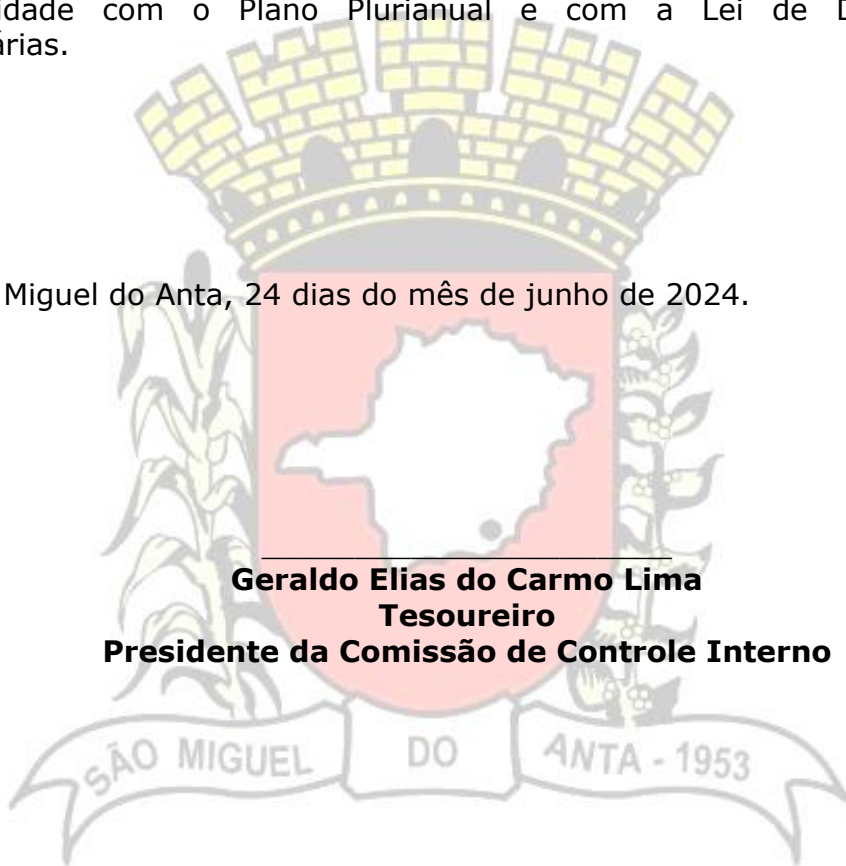 idade com o Plano Plurianual e com a Lei de D
árias.
Miguel do Anta, 24 dias do mês de junho de 2024.
Geraldo Elias do Carmo Lima
Tesoureiro
Presidente da Comissão de Controle Interno
SÃO MIGUEL DO ANTA - 1953